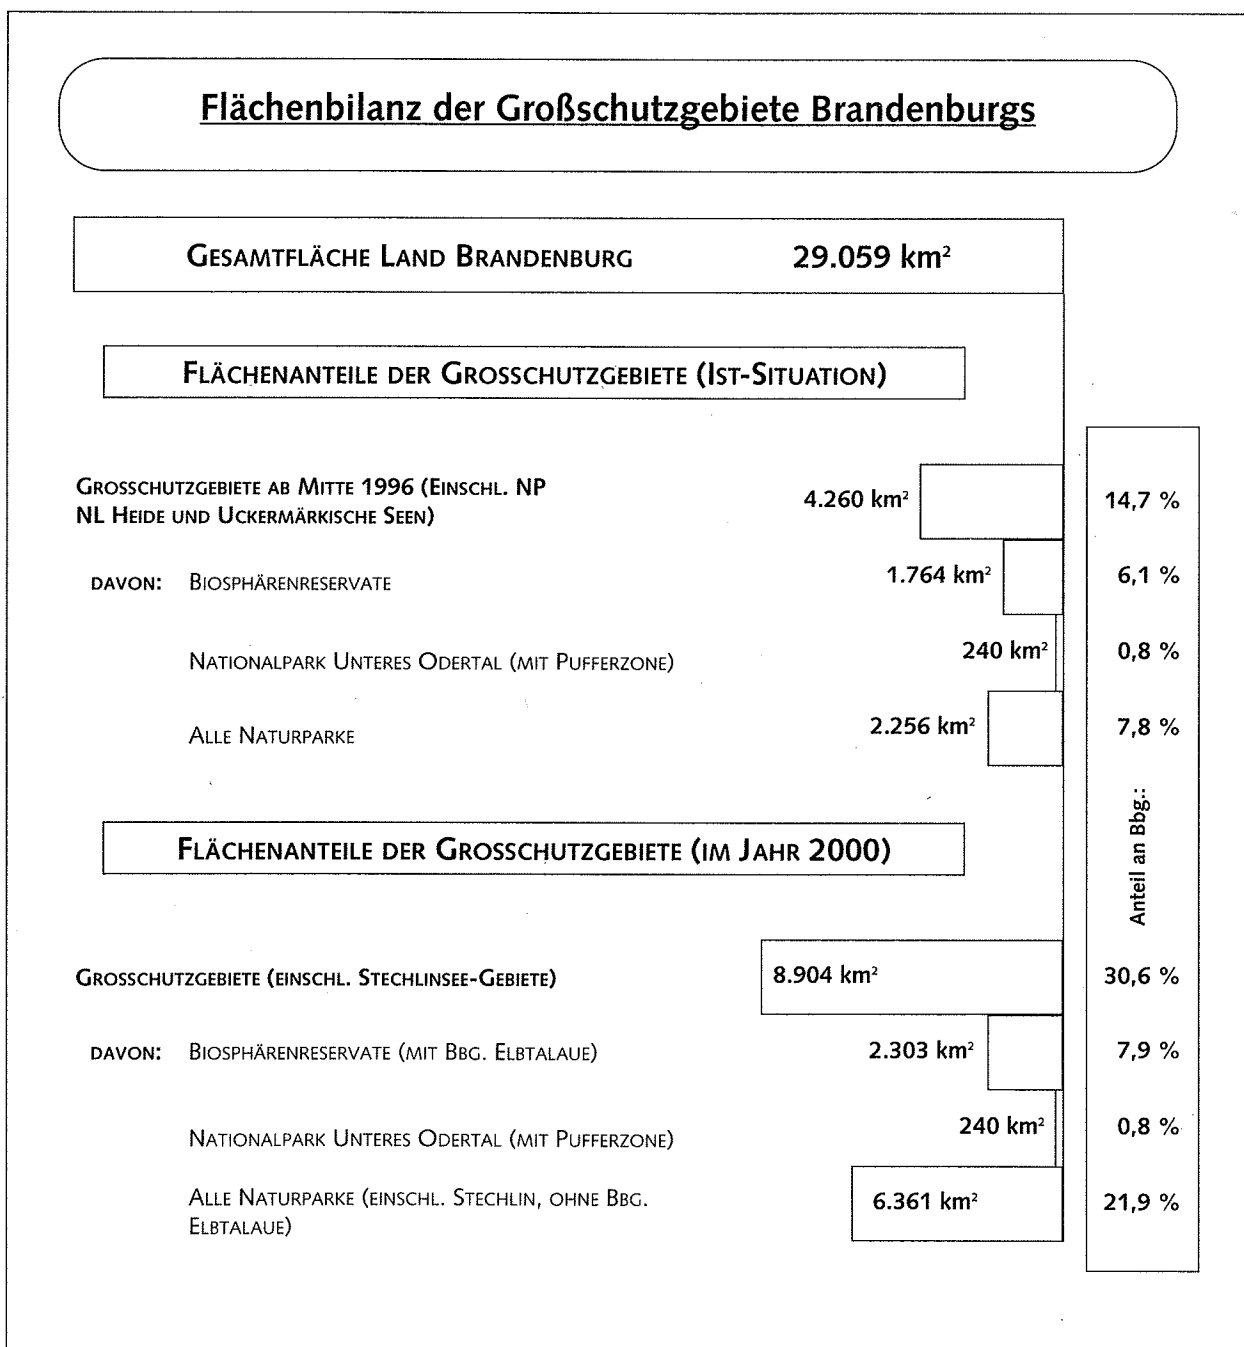 Flächenbilanz der Großschutzgebiete Brandenburgs
GESAMTFLÄCHE LAND BRANDENBURG 29.059 km²
FLÄCHENANTEILE DER GROSSCHUTZGEBIETE (IST-SITUATION)
GROSSCHUTZGEBIETE AB MITTE 1996 (EINSCHL. NP
NL HEIDE UND UCKERMÄRKISCHE SEEN) 4.260 km² 14,7 %
DAVON: BIOSPHÄRENRESERVATE 1.764 km² 6,1 %
NATIONALPARK UNTERES ODERTAL (MIT PUFFERZONE) 240 km² 0,8 %
ALLE NATURPARKE 2.256 km² 7,8 %
Anteil an Bbg.:
FLÄCHENANTEILE DER GROSSCHUTZGEBIETE (IM JAHR 2000)
GROSSCHUTZGEBIETE (EINSCHL. STECHLINSEE-GEBIETE) 8.904 km² 30,6 %
DAVON: BIOSPHÄRENRESERVATE (MIT BBG. ELBTALAUE) 2.303 km² 7,9 %
NATIONALPARK UNTERES ODERTAL (MIT PUFFERZONE) 240 km² 0,8 %
ALLE NATURPARKE (EINSCHL. STECHLIN, OHNE BBG. 6.361 km² 21,9 %
ELBTALAUE)